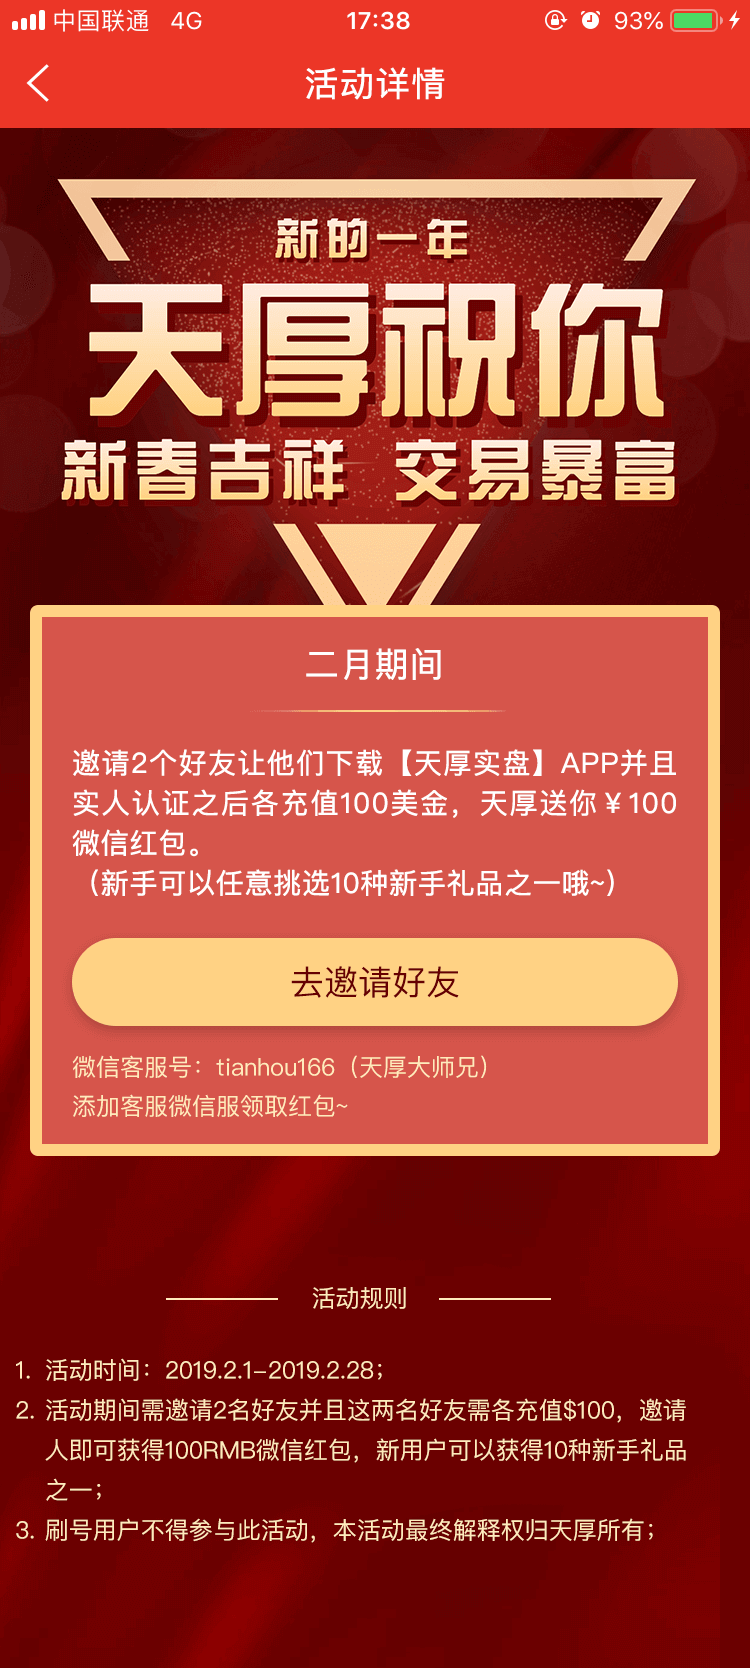 中国联通 4G 17:38 93%
活动详情
新的一年
天厚祝你
新春吉祥 交易暴富
二月期间
邀请2个好友让他们下载【天厚实盘】APP并且
实人认证之后各充值100美金，天厚送你￥100
微信红包。
（新手可以任意挑选10种新手礼品之一哦~）
去邀请好友
微信客服号：tianhou166（天厚大师兄）
添加客服微信服领取红包~
活动规则
1. 活动时间：2019.2.1-2019.2.28；
2. 活动期间需邀请2名好友并且这两名好友需各充值$100，邀请
人即可获得100RMB微信红包，新用户可以获得10种新手礼品
之一；
3. 刷号用户不得参与此活动，本活动最终解释权归天厚所有；